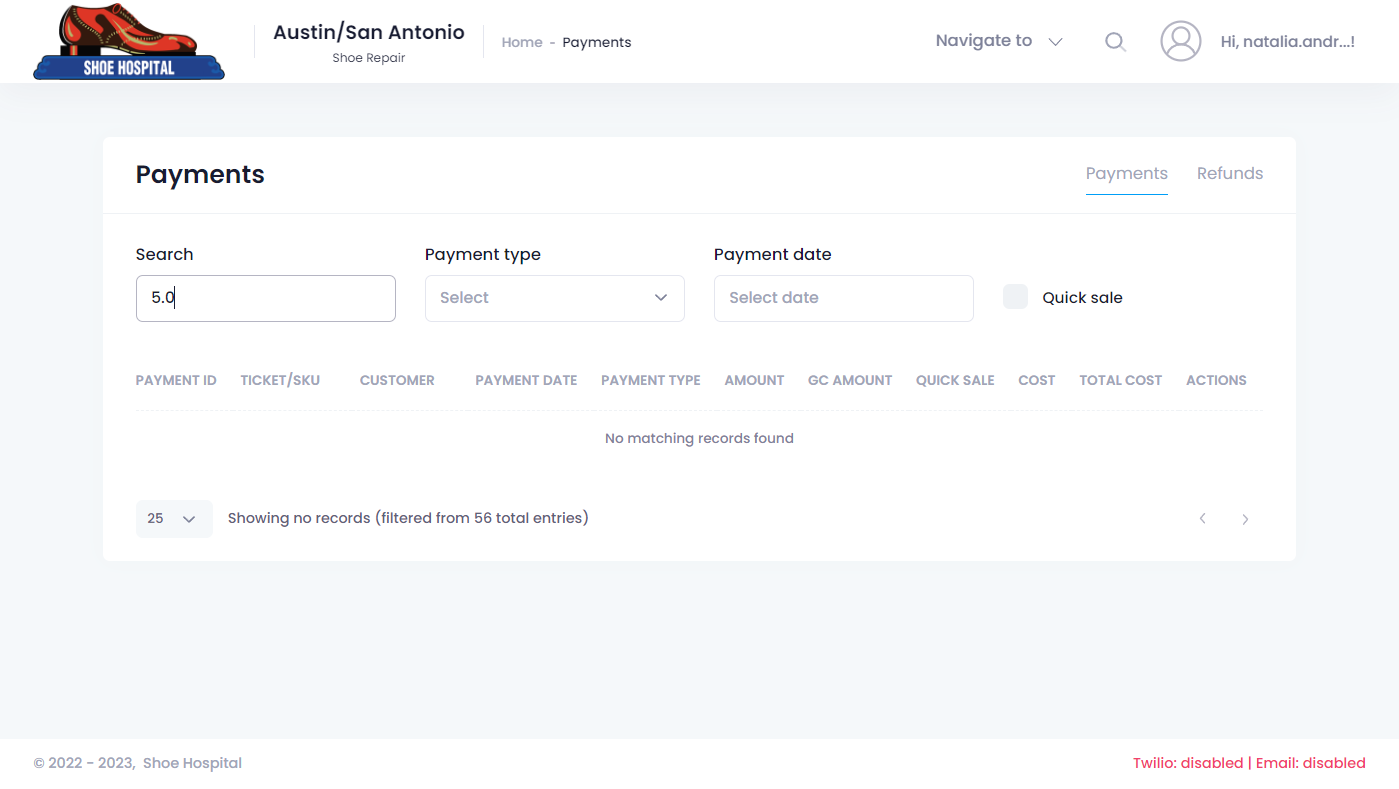 SHOE HOSPITAL
Austin/San Antonio
Shoe Repair
Home - Payments
Navigate to
Hi, natalia.andr...!
Payments
Payments Refunds
Search Payment type Payment date
5.0 Select Select date Quick sale
PAYMENT ID TICKET/SKU CUSTOMER PAYMENT DATE PAYMENT TYPE AMOUNT GC AMOUNT QUICK SALE COST TOTAL COST ACTIONS
No matching records found
25 Showing no records (filtered from 56 total entries)
© 2022 - 2023, Shoe Hospital
Twilio: disabled | Email: disabled